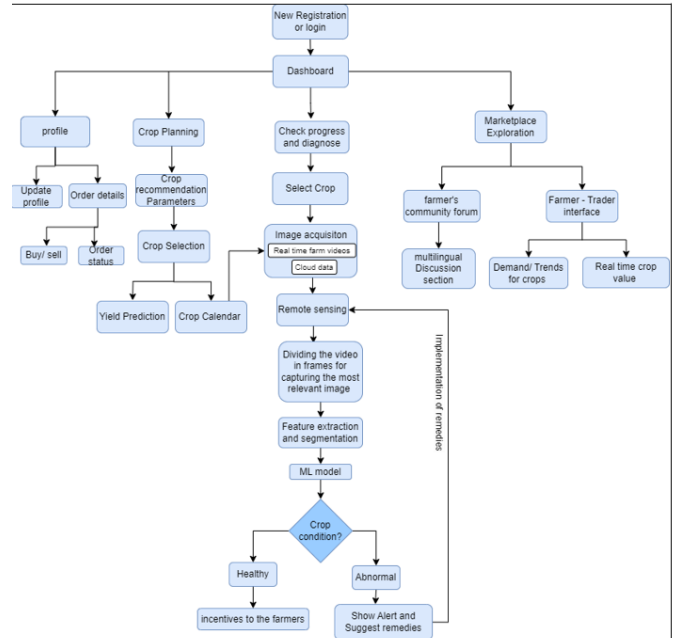 New Registration
or login
Dashboard
profile
Crop Planning
Check progress
and diagnose
Marketplace
Exploration
Update
profile
Order details
Crop
recommendation
Parameters
Select Crop
farmer's
community forum
Farmer - Trader
interface
Buy/ sell
Order
status
Crop Selection
Image acquisiton
Real time farm videos
Cloud data
multilingual
Discussion
section
Demand/ Trends
for crops
Real time crop
value
Yield Prediction
Crop Calendar
Remote sensing
Dividing the video
in frames for
capturing the most
relevant image
Implementation of remedies
Feature extraction
and segmentation
ML model
Crop
condition?
Healthy
Abnormal
incentives to the farmers
Show Alert and
Suggest remedies